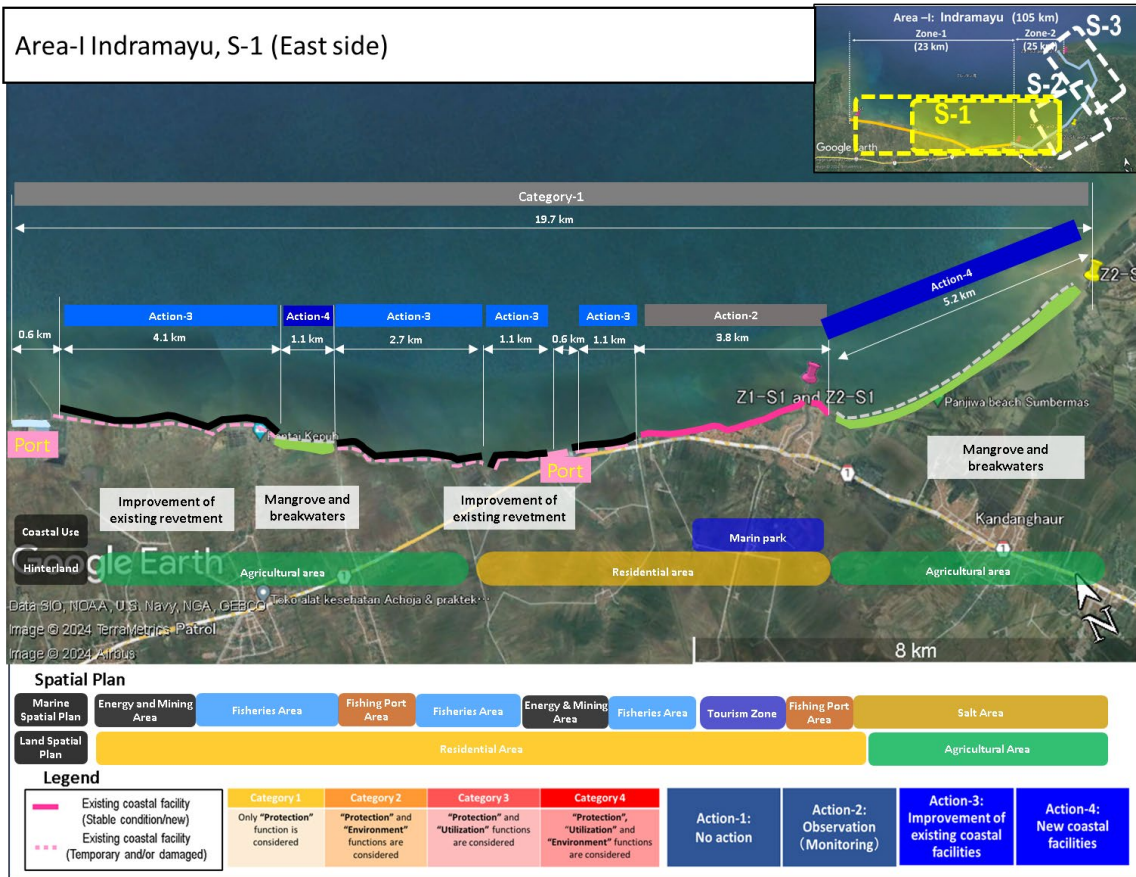 Area-I Indramayu, S-1 (East side)
Area –I: Indramayu (105 km)
Zone-1
(23 km)
Zone-2
(25 km)
S-3
S-2
S-1
Google Earth
Category-1
19.7 km
Action-4
5.2 km
Z2-S
Action-3
Action-4
Action-3
Action-3
Action-3
Action-2
0.6 km
4.1 km
1.1 km
2.7 km
1.1 km
0.6 km
1.1 km
3.8 km
Z1-S1 and Z2-S1
Panjiwa beach Sumbermas
Port
Port
Improvement of
existing revetment
Mangrove and
breakwaters
Improvement of
existing revetment
Mangrove and
breakwaters
1
Kandanghaur
Coastal Use
Marin park
Hinterland
Google Earth
Agricultural area
1
Residential area
Agricultural area
1
Toko alat kesehatan Achoja & praktek...
Data SIO, NOAA, U.S. Navy, NGA, GEBCO
Image © 2024 TerraMetrics
Patrol
Image © 2024 Airbus
N
8 km
Spatial Plan
Marine
Spatial Plan
Energy and Mining
Area
Fisheries Area
Fishing Port
Area
Fisheries Area
Energy & Mining
Area
Fisheries Area
Tourism Zone
Fishing Port
Area
Salt Area
Land Spatial
Plan
Residential Area
Agricultural Area
Legend
Existing coastal facility
(Stable condition/new)
Existing coastal facility
(Temporary and/or damaged)
Category 1
Only "Protection"
function is
considered
Category 2
"Protection" and
"Environment"
functions are
considered
Category 3
"Protection" and
"Utilization" functions
are considered
Category 4
"Protection",
"Utilization" and
"Environment" functions
are considered
Action-1:
No action
Action-2:
Observation
(Monitoring)
Action-3:
Improvement of
existing coastal
facilities
Action-4:
New coastal
facilities